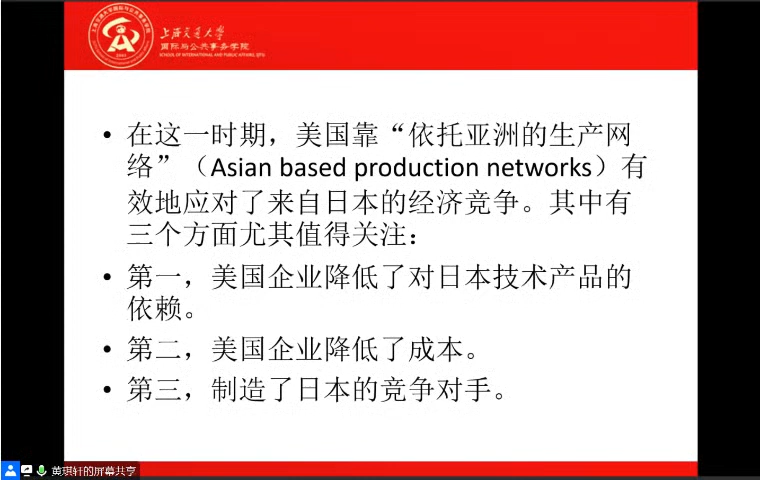 上海交通大学
国际与公共事务学院
SCHOOL OF INTERNATIONAL AND PUBLIC AFFAIRS, SJTU
• 在这一时期，美国靠“依托亚洲的生产网
络”（Asian based production networks）有
效地应对了来自日本的经济竞争。其中有
三个方面尤其值得关注：
• 第一，美国企业降低了对日本技术产品的
依赖。
• 第二，美国企业降低了成本。
• 第三，制造了日本的竞争对手。
黄琪轩的屏幕共享